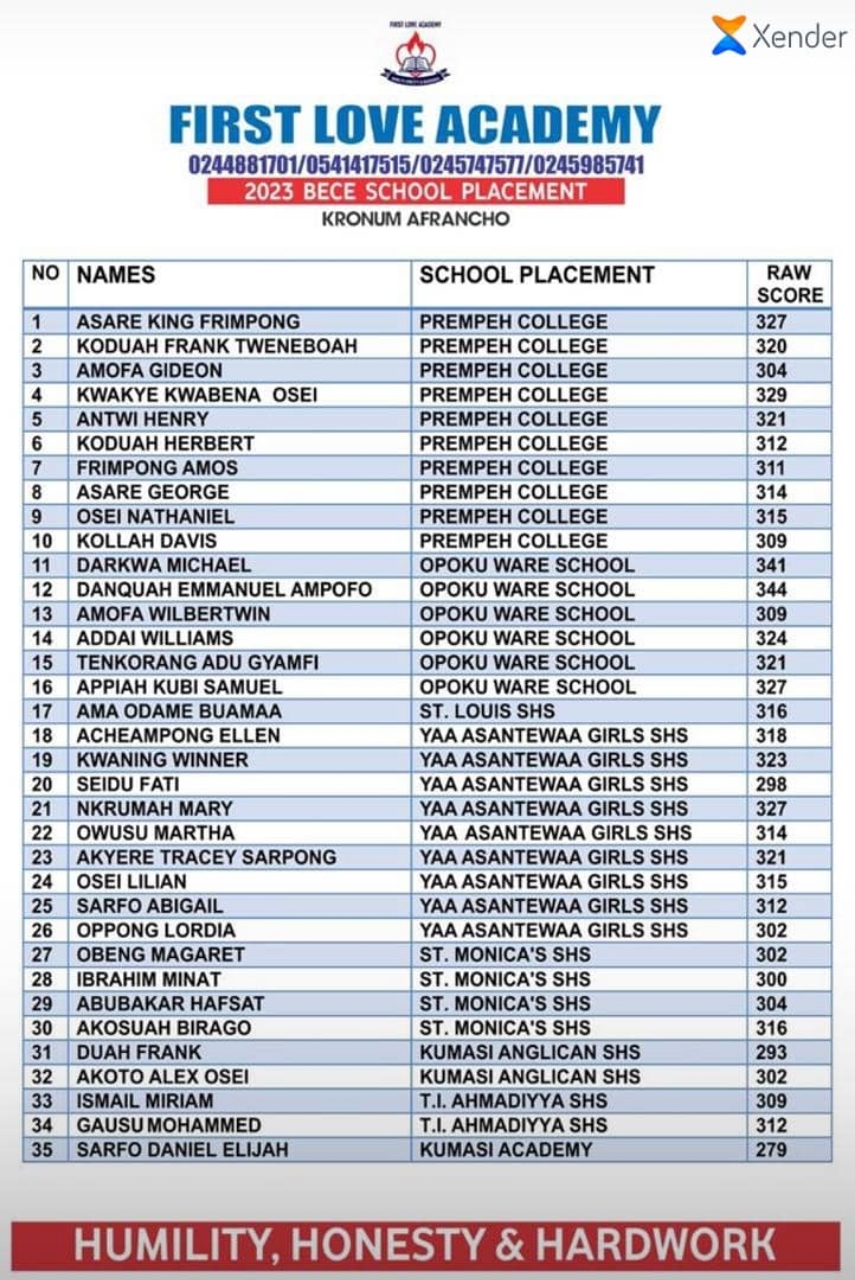 FIRST LOVE ACADEMY
Xender
FIRST LOVE ACADEMY
0244881701/0541417515/0245747577/0245985741
2023 BECE SCHOOL PLACEMENT
KRONUM AFRANCHO
NO NAMES SCHOOL PLACEMENT RAW SCORE
1 ASARE KING FRIMPONG PREMPEH COLLEGE 327
2 KODUAH FRANK TWENEBOAH PREMPEH COLLEGE 320
3 AMOFA GIDEON PREMPEH COLLEGE 304
4 KWAKYE KWABENA OSEI PREMPEH COLLEGE 329
5 ANTWI HENRY PREMPEH COLLEGE 321
6 KODUAH HERBERT PREMPEH COLLEGE 312
7 FRIMPONG AMOS PREMPEH COLLEGE 311
8 ASARE GEORGE PREMPEH COLLEGE 314
9 OSEI NATHANIEL PREMPEH COLLEGE 315
10 KOLLAH DAVIS PREMPEH COLLEGE 309
11 DARKWA MICHAEL OPOKU WARE SCHOOL 341
12 DANQUAH EMMANUEL AMPOFO OPOKU WARE SCHOOL 344
13 AMOFA WILBERTWIN OPOKU WARE SCHOOL 309
14 ADDAI WILLIAMS OPOKU WARE SCHOOL 324
15 TENKORANG ADU GYAMFI OPOKU WARE SCHOOL 321
16 APPIAH KUBI SAMUEL OPOKU WARE SCHOOL 327
17 AMA ODAME BUAMAA ST. LOUIS SHS 316
18 ACHEAMPONG ELLEN YAA ASANTEWAA GIRLS SHS 318
19 KWANING WINNER YAA ASANTEWAA GIRLS SHS 323
20 SEIDU FATI YAA ASANTEWAA GIRLS SHS 298
21 NKRUMAH MARY YAA ASANTEWAA GIRLS SHS 327
22 OWUSU MARTHA YAA ASANTEWAA GIRLS SHS 314
23 AKYERE TRACEY SARPONG YAA ASANTEWAA GIRLS SHS 321
24 OSEI LILIAN YAA ASANTEWAA GIRLS SHS 315
25 SARFO ABIGAIL YAA ASANTEWAA GIRLS SHS 312
26 OPPONG LORDIA YAA ASANTEWAA GIRLS SHS 302
27 OBENG MAGARET ST. MONICA'S SHS 302
28 IBRAHIM MINAT ST. MONICA'S SHS 300
29 ABUBAKAR HAFSAT ST. MONICA'S SHS 304
30 AKOSUAH BIRAGO ST. MONICA'S SHS 316
31 DUAH FRANK KUMASI ANGLICAN SHS 293
32 AKOTO ALEX OSEI KUMASI ANGLICAN SHS 302
33 ISMAIL MIRIAM T.I. AHMADIYYA SHS 309
34 GAUSU MOHAMMED T.I. AHMADIYYA SHS 312
35 SARFO DANIEL ELIJAH KUMASI ACADEMY 279
HUMILITY, HONESTY & HARDWORK